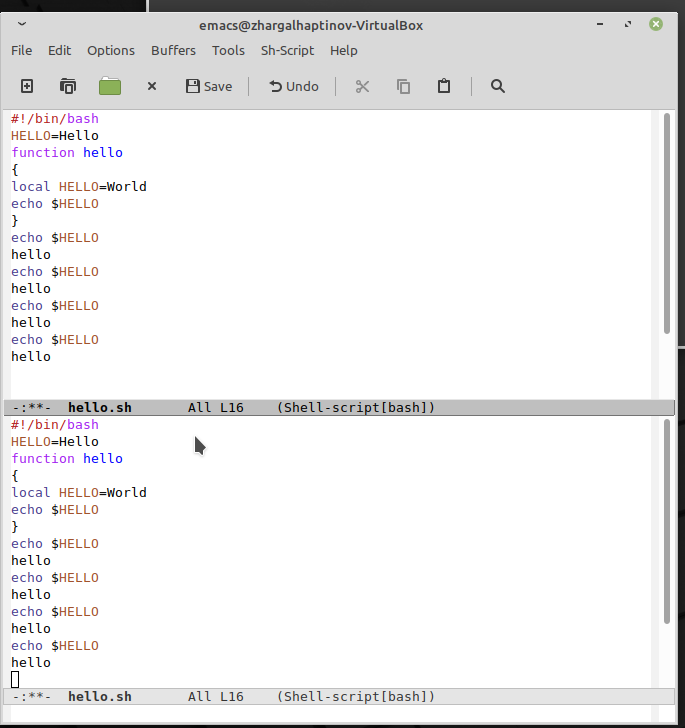 emacs@zhargalhaptinov-VirtualBox
File Edit Options Buffers Tools Sh-Script Help
Save Undo
#!/bin/bash
HELLO=Hello
function hello
{
local HELLO=World
echo $HELLO
}
echo $HELLO
hello
echo $HELLO
hello
echo $HELLO
hello
echo $HELLO
hello
-:**-  hello.sh       All L16    (Shell-script[bash])
#!/bin/bash
HELLO=Hello
function hello
{
local HELLO=World
echo $HELLO
}
echo $HELLO
hello
echo $HELLO
hello
echo $HELLO
hello
echo $HELLO
hello
-:**-  hello.sh       All L16    (Shell-script[bash])